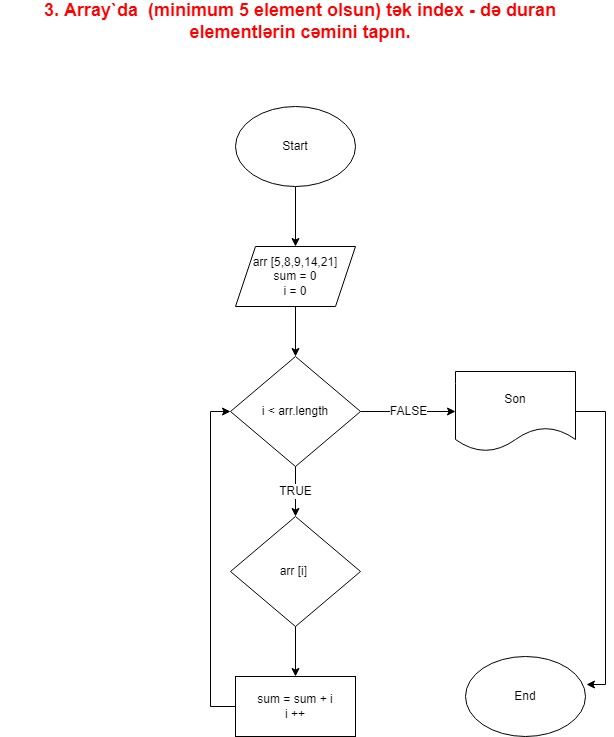 3. Array`da (minimum 5 element olsun) tək index - də duran
elementlərin cəmini tapın.
Start
arr [5,8,9,14,21]
sum = 0
i = 0
i < arr.length
FALSE
Son
TRUE
arr [i]
sum = sum + i
i ++
End